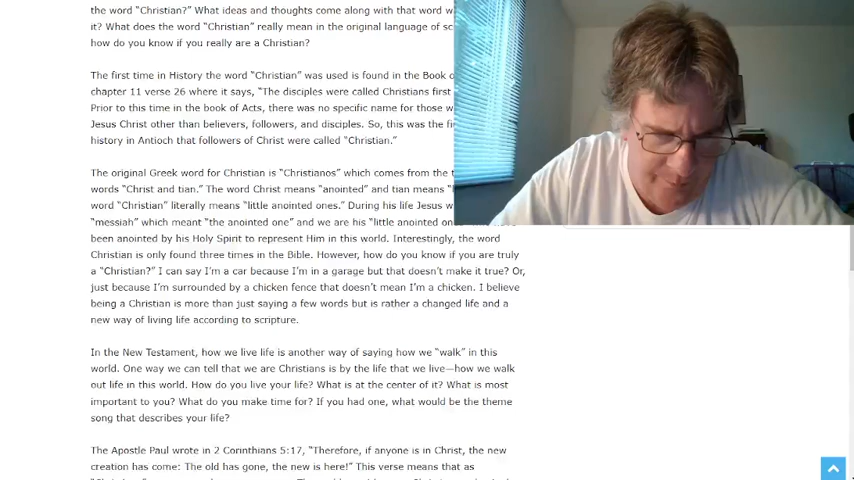 the word “Christian?” What ideas and thoughts come along with that word w
it? What does the word “Christian” really mean in the original language of sc
how do you know if you really are a Christian?
The first time in History the word “Christian” was used is found in the Book o
chapter 11 verse 26 where it says, “The disciples were called Christians first
Prior to this time in the book of Acts, there was no specific name for those w
Jesus Christ other than believers, followers, and disciples. So, this was the fi
history in Antioch that followers of Christ were called “Christian.”
The original Greek word for Christian is “Christianos” which comes from the t
words “Christ and tian.” The word Christ means “anointed” and tian means “
word “Christian” literally means “little anointed ones.” During his life Jesus w
“messiah” which meant “the anointed one” and we are his “little anointed
been anointed by his Holy Spirit to represent Him in this world. Interestingly, the word
Christian is only found three times in the Bible. However, how do you know if you are truly
a “Christian?” I can say I’m a car because I’m in a garage but that doesn’t make it true? Or,
just because I’m surrounded by a chicken fence that doesn’t mean I’m a chicken. I believe
being a Christian is more than just saying a few words but is rather a changed life and a
new way of living life according to scripture.
In the New Testament, how we live life is another way of saying how we “walk” in this
world. One way we can tell that we are Christians is by the life that we live—how we walk
out life in this world. How do you live your life? What is at the center of it? What is most
important to you? What do you make time for? If you had one, what would be the theme
song that describes your life?
The Apostle Paul wrote in 2 Corinthians 5:17, “Therefore, if anyone is in Christ, the new
creation has come: The old has gone, the new is here!” This verse means that as